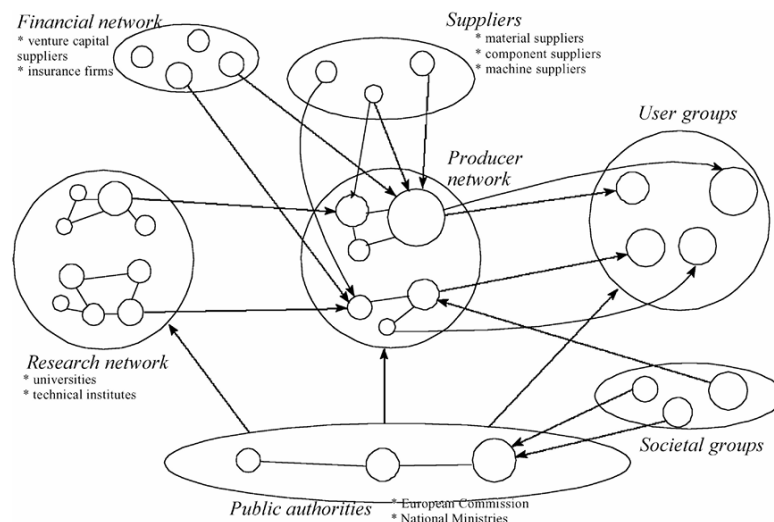 Financial network
* venture capital
suppliers
* insurance firms
Suppliers
* material suppliers
* component suppliers
* machine suppliers
User groups
Producer
network
Research network
* universities
* technical institutes
Societal groups
Public authorities
* European Commission
* National Ministries